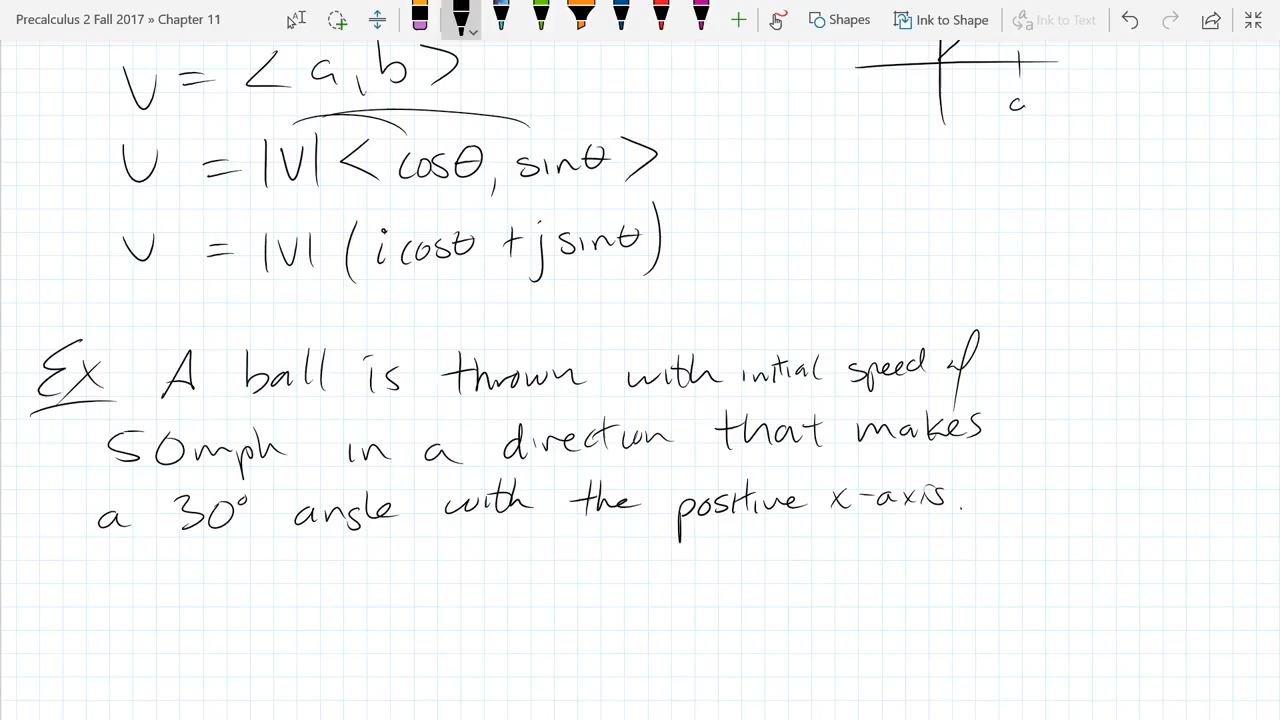 Precalculus 2 Fall 2017 » Chapter 11
Shapes
Ink to Shape
Ink to Text
V = < a, b >
V = |V| < cosθ, sinθ >
V = |V| (i cosθ + j sinθ)
a
Ex A ball is thrown with initial speed of
50mph in a direction that makes
a 30° angle with the positive x-axis.